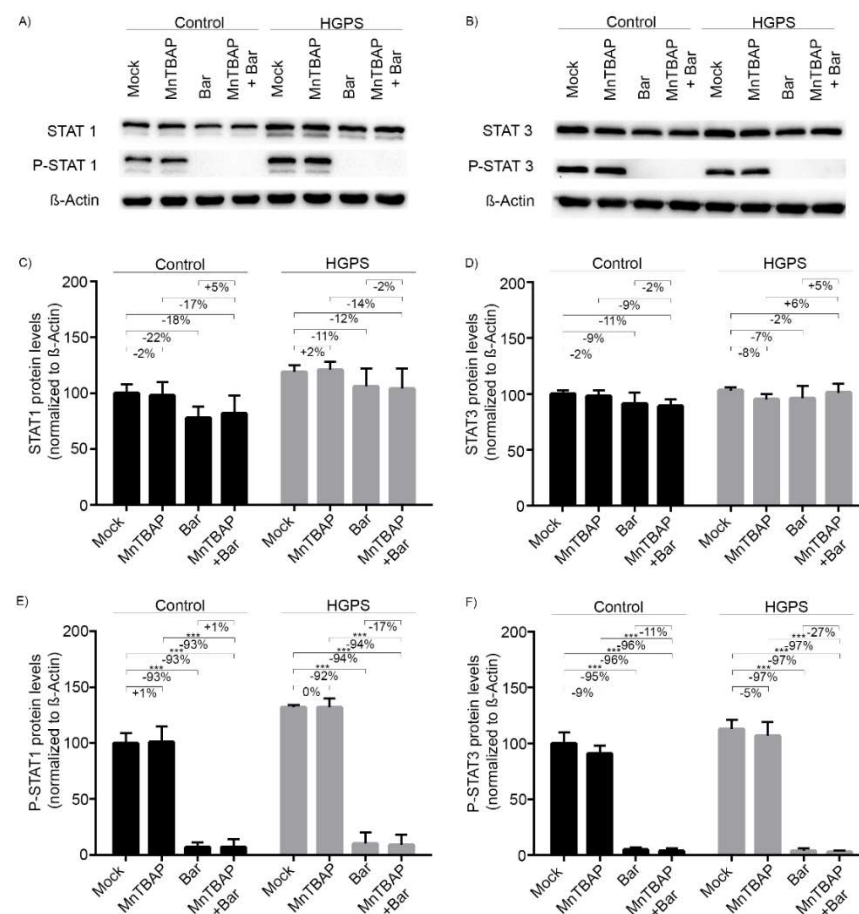 A)
Control
HGPS
Mock
MnTBAP
Bar
MnTBAP
+ Bar
Mock
MnTBAP
Bar
MnTBAP
+ Bar
STAT 1
P-STAT 1
ß-Actin
B)
Control
HGPS
Mock
MnTBAP
Bar
MnTBAP
+ Bar
Mock
MnTBAP
Bar
MnTBAP
+ Bar
STAT 3
P-STAT 3
ß-Actin
C)
Control
HGPS
STAT1 protein levels
(normalized to ß-Actin)
200
150
100
50
0
+5%
-17%
-18%
-22%
-2%
-2%
-14%
-12%
-11%
+2%
Mock
MnTBAP
Bar
MnTBAP
+Bar
Mock
MnTBAP
Bar
MnTBAP
+Bar
D)
Control
HGPS
STAT3 protein levels
(normalized to ß-Actin)
200
150
100
50
0
-2%
-9%
-11%
-9%
-2%
+5%
+6%
-2%
-7%
-8%
Mock
MnTBAP
Bar
MnTBAP
+Bar
Mock
MnTBAP
Bar
MnTBAP
+Bar
E)
Control
HGPS
P-STAT1 protein levels
(normalized to ß-Actin)
200
150
100
50
0
+1%
***
-93%
***
-93%
***
-93%
+1%
-17%
***
-94%
***
-94%
***
-92%
0%
Mock
MnTBAP
Bar
MnTBAP
+Bar
Mock
MnTBAP
Bar
MnTBAP
+Bar
F)
Control
HGPS
P-STAT3 protein levels
(normalized to ß-Actin)
200
150
100
50
0
-11%
***
-96%
***
-96%
***
-95%
-9%
-27%
***
-97%
***
-97%
***
-97%
-5%
Mock
MnTBAP
Bar
MnTBAP
+Bar
Mock
MnTBAP
Bar
MnTBAP
+Bar